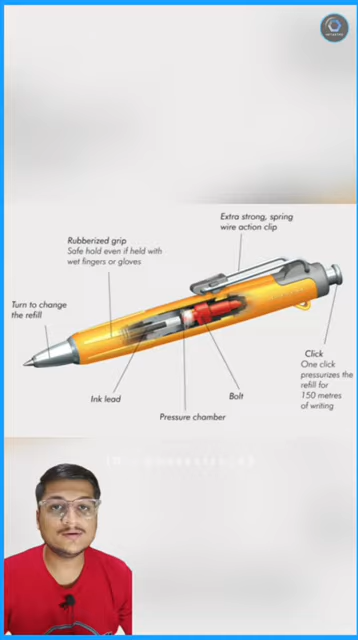 Extra strong, spring
wire action clip
Rubberized grip
Safe hold even if held with
wet fingers or gloves
Turn to change
the refill
Click
One click
pressurizes the
refill for
150 metres
of writing
Ink lead
Bolt
Pressure chamber